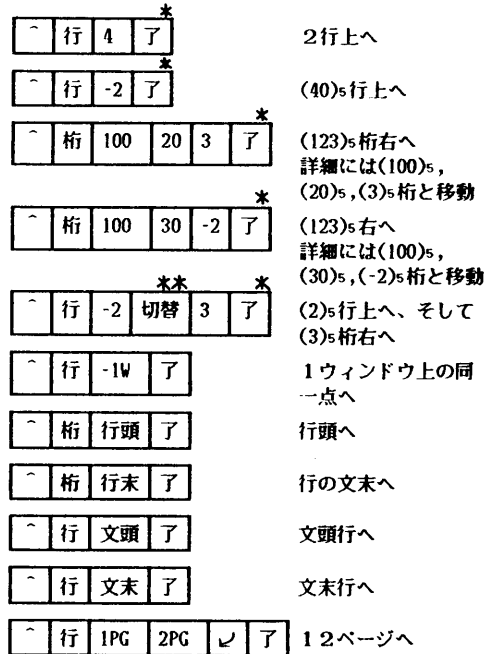 *
⌒ 行 4 了 2行上へ
*
⌒ 行 -2 了 (40)5行上へ
*
⌒ 桁 100 20 3 了 (123)5桁右へ
詳細には(100)5,
(20)5,(3)5桁と移動
*
⌒ 桁 100 30 -2 了 (123)5右へ
詳細には(100)5,
(30)5,(-2)5桁と移動
** *
⌒ 行 -2 切替 3 了 (2)5行上へ、そして
(3)5桁右へ
⌒ 行 -1W 了 1ウィンドウ上の同
一点へ
⌒ 桁 行頭 了 行頭へ
⌒ 桁 行末 了 行の文末へ
⌒ 行 文頭 了 文頭行へ
⌒ 行 文末 了 文末行へ
⌒ 行 1PG 2PG ⤶ 了 12ページへ